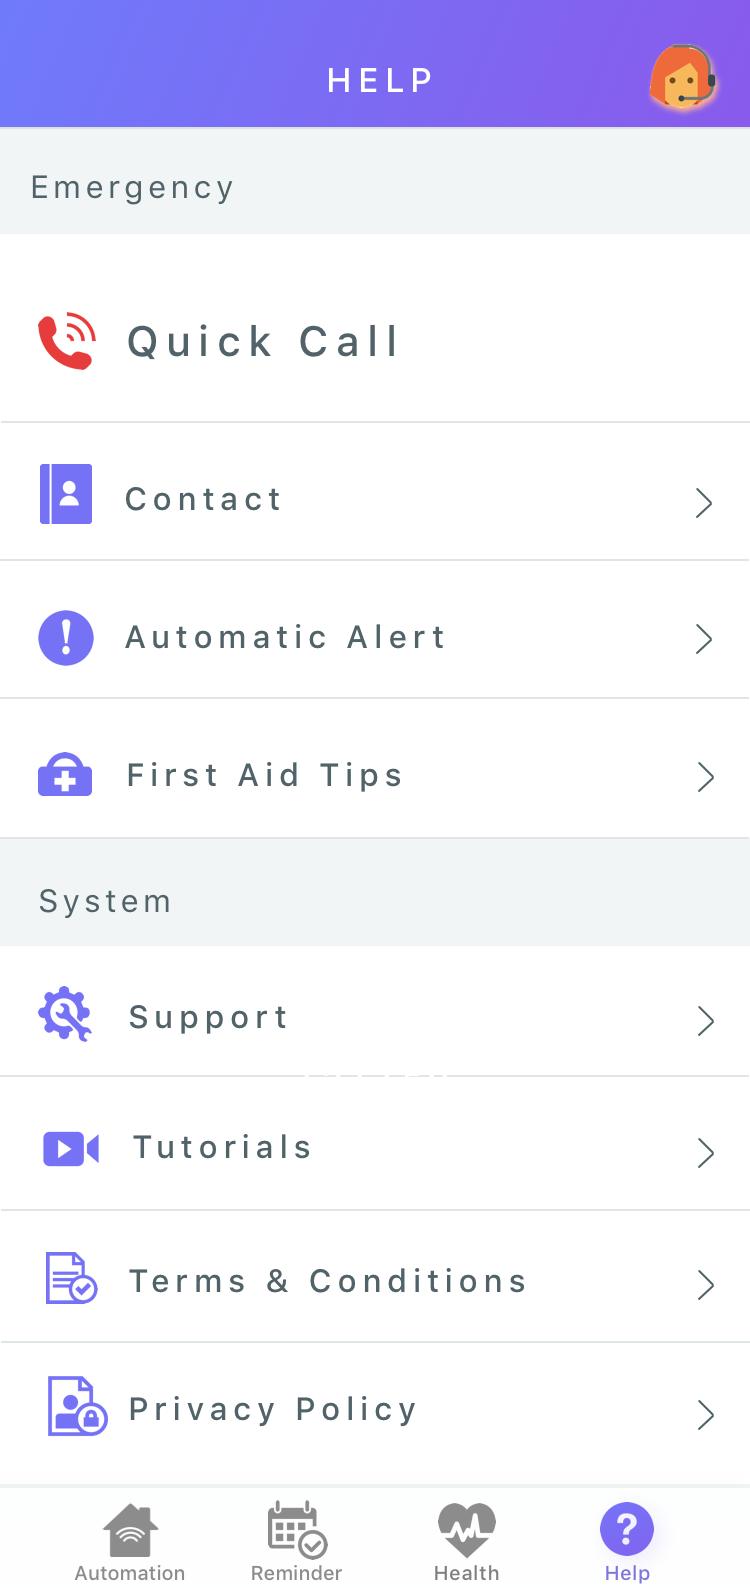 HELP
Emergency
Quick Call
Contact
Automatic Alert
First Aid Tips
System
Support
Tutorials
Terms & Conditions
Privacy Policy
Automation
Reminder
Health
Help